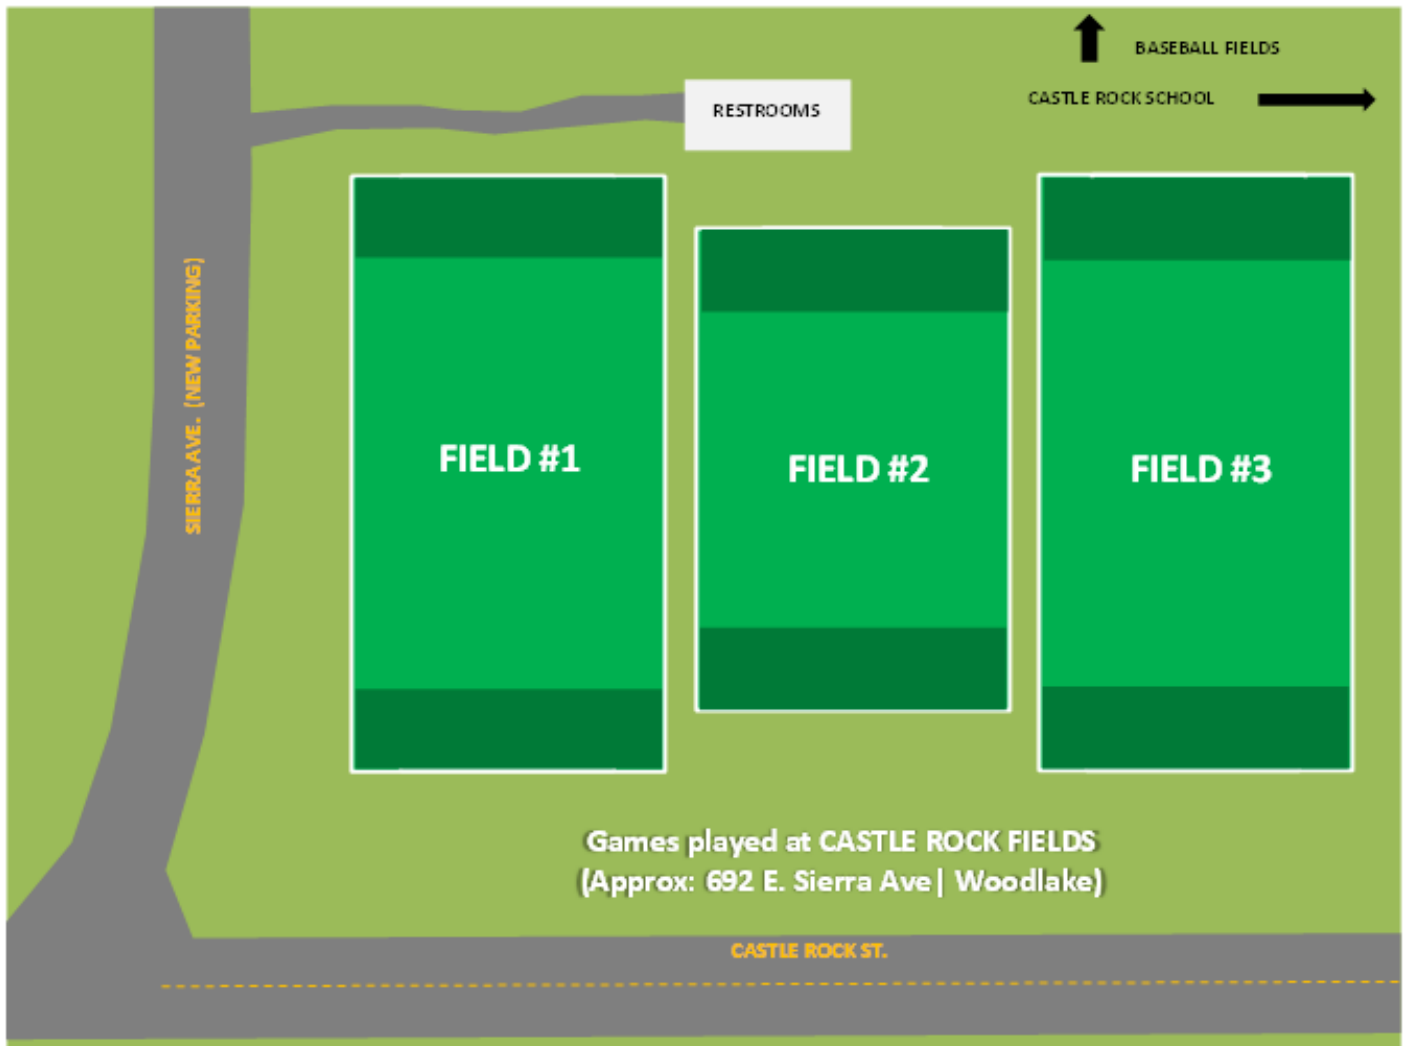 BASEBALL FIELDS
CASTLE ROCK SCHOOL
RESTROOMS
SIERRA AVE. (NEW PARKING)
FIELD #1
FIELD #2
FIELD #3
Games played at CASTLE ROCK FIELDS
(Approx: 692 E. Sierra Ave| Woodlake)
CASTLE ROCK ST.